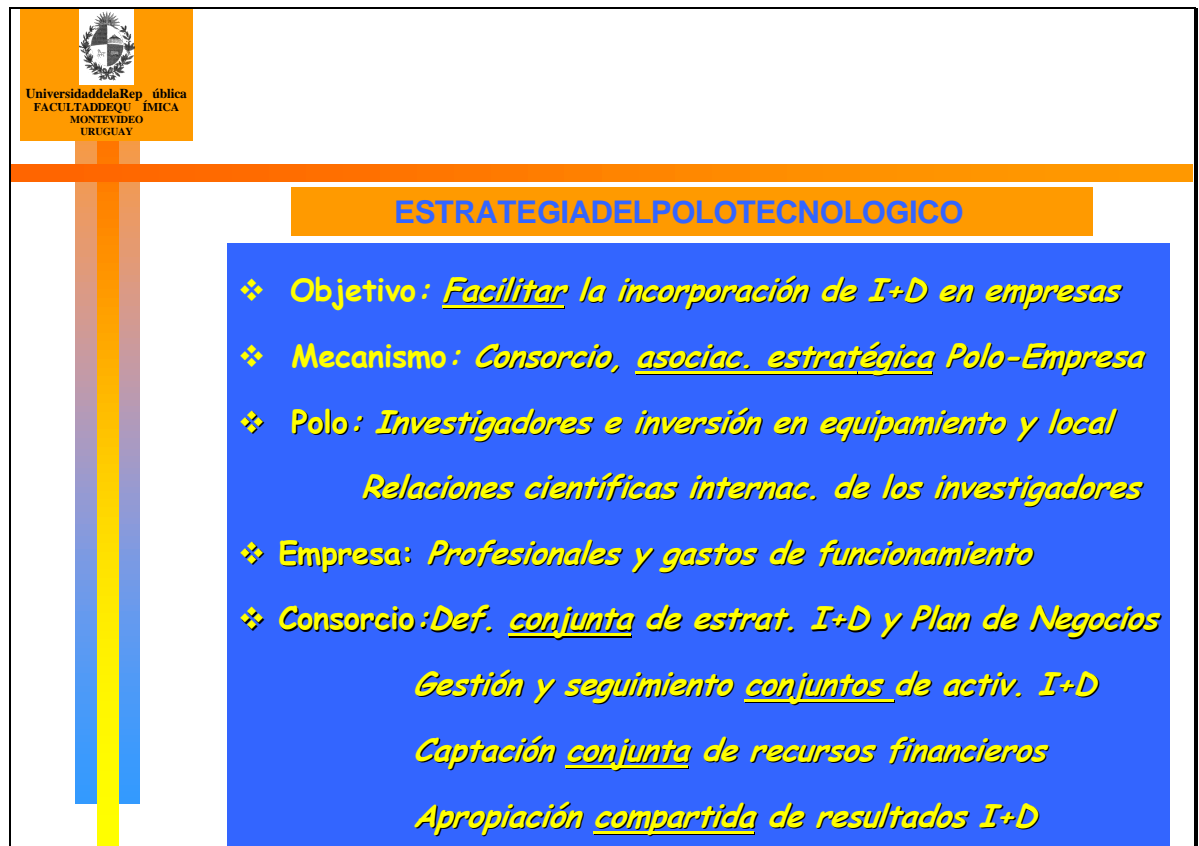 UniversidaddelaRep ública
FACULTADDEQU ÍMICA
MONTEVIDEO
URUGUAY
ESTRATEGIADELPOLOTECNOLOGICO
❖ Objetivo: Facilitar la incorporación de I+D en empresas
❖ Mecanismo: Consorcio, asociac. estratégica Polo-Empresa
❖ Polo: Investigadores e inversión en equipamiento y local
Relaciones científicas internac. de los investigadores
❖ Empresa: Profesionales y gastos de funcionamiento
❖ Consorcio:Def. conjunta de estrat. I+D y Plan de Negocios
Gestión y seguimiento conjuntos de activ. I+D
Captación conjunta de recursos financieros
Apropiación compartida de resultados I+D